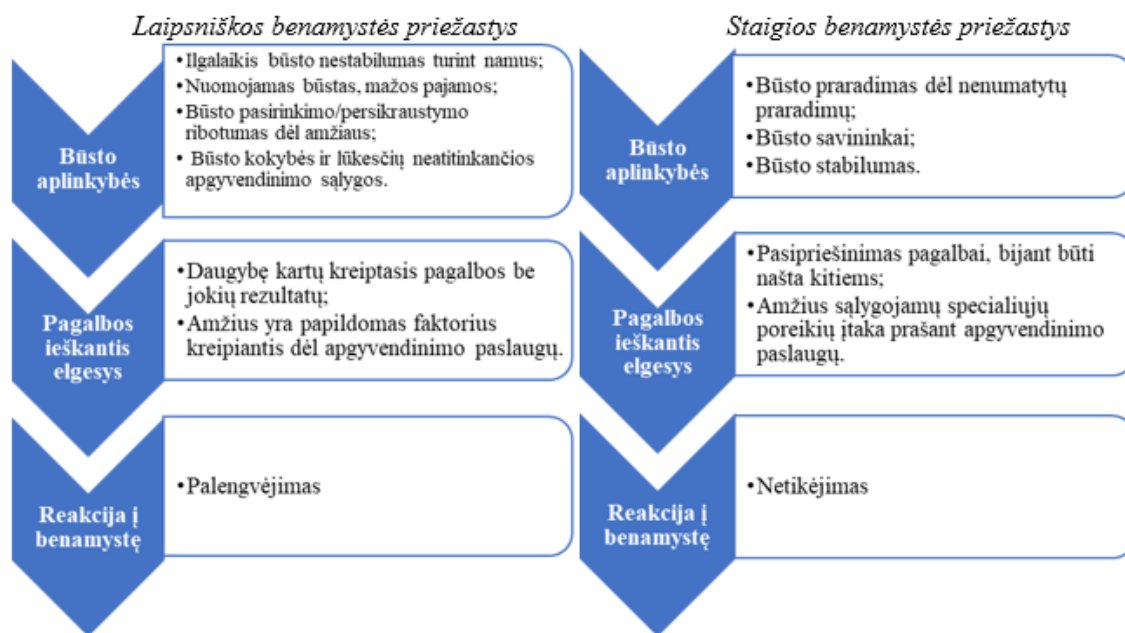 Laipsniškos benamystės priežastys
Būsto
aplinkybės
•Ilgalaikis būsto nestabilumas turint namus;
•Nuomojamas būstas, mažos pajamos;
•Būsto pasirinkimo/persikraustymo
ribotumas dėl amžiaus;
• Būsto kokybės ir lūkesčių neatitinkančios
apgyvendinimo sąlygos.
Pagalbos
ieškantis
elgesys
•Daugybę kartų kreiptasis pagalbos be
jokių rezultatų;
•Amžius yra papildomas faktorius
kreipiantis dėl apgyvendinimo paslaugų.
Reakcija į
benamystę
•Palengvėjimas
Staigios benamystės priežastys
Būsto
aplinkybės
•Būsto praradimas dėl nenumatytų
praradimų;
•Būsto savininkai;
•Būsto stabilumas.
Pagalbos
ieškantis
elgesys
•Pasipriešinimas pagalbai, bijant būti
našta kitiems;
•Amžius sąlygojamų specialiųjų
poreikių įtaka prašant apgyvendinimo
paslaugų.
Reakcija į
benamystę
•Netikėjimas